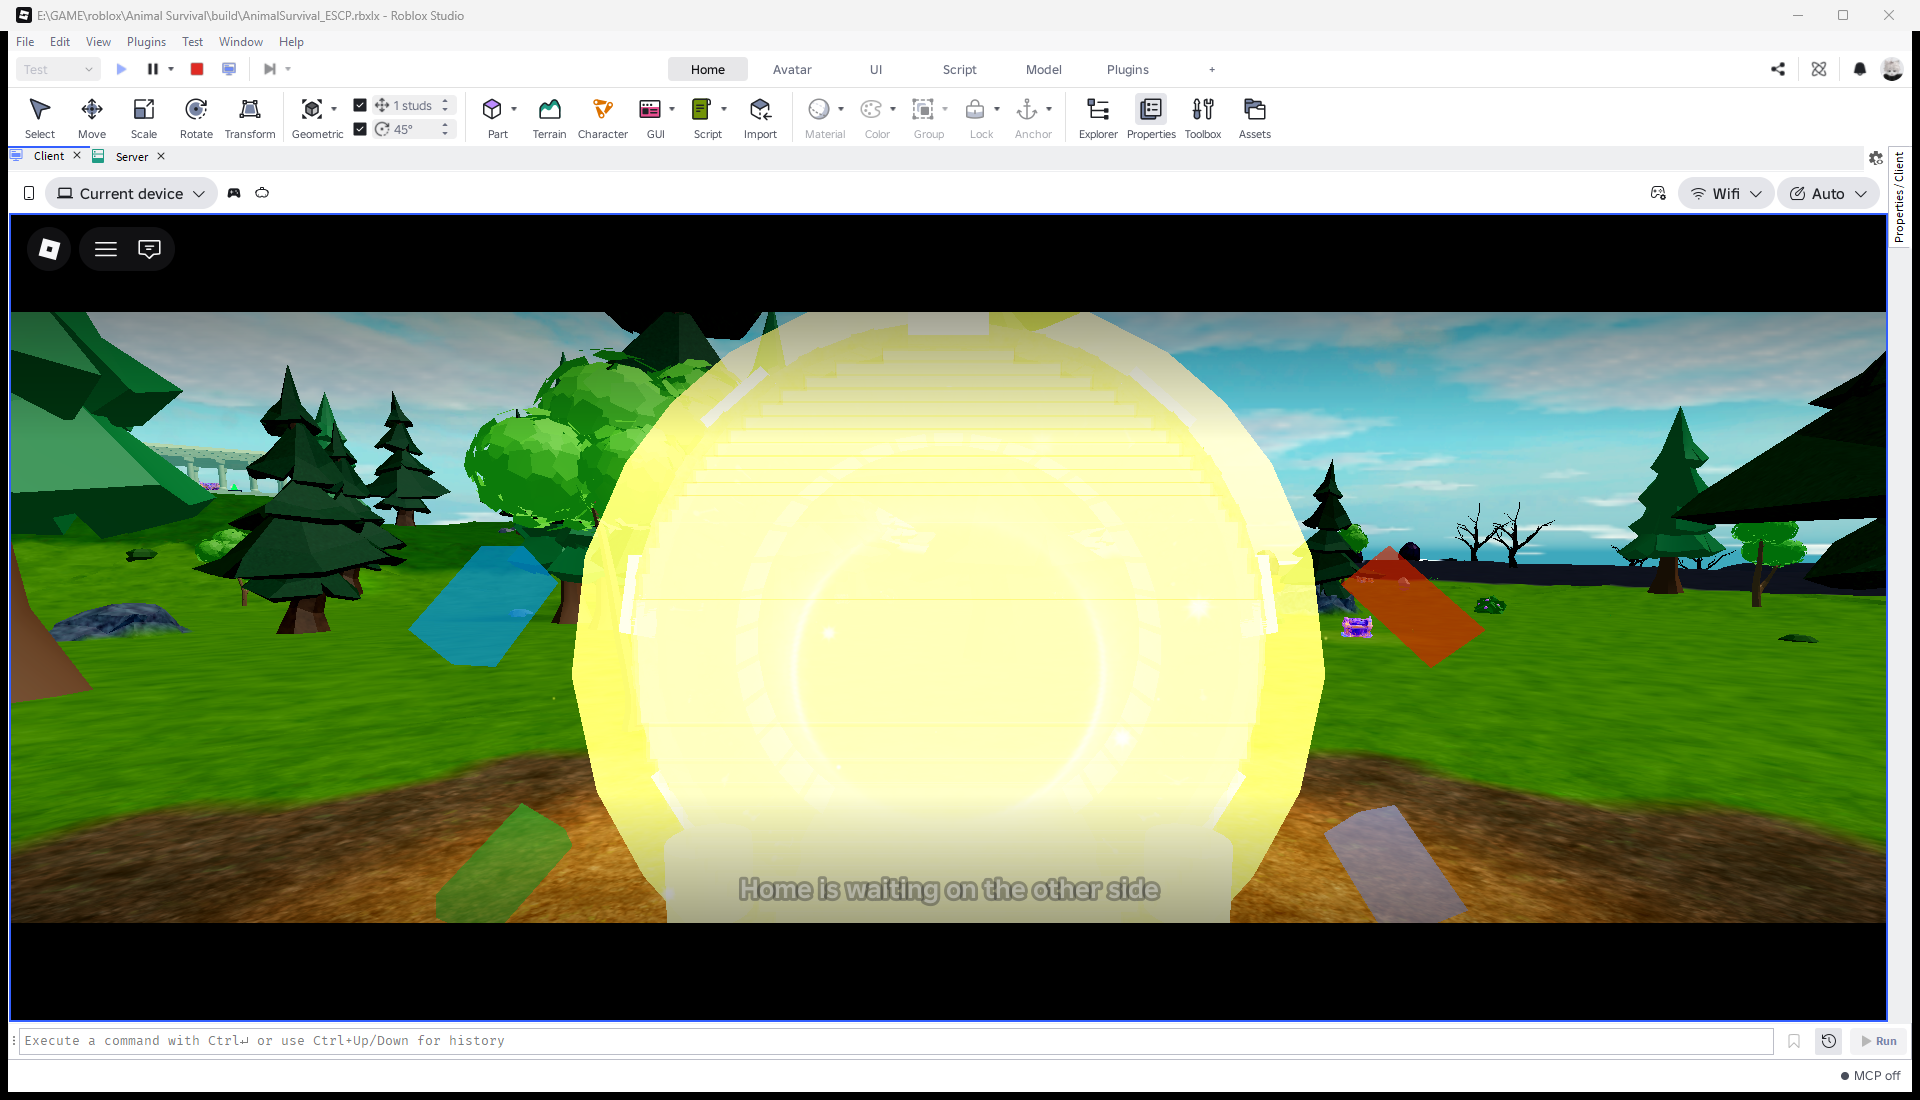 E:\GAME\roblox\Animal Survival\build\AnimalSurvival_ESCP.rbxlx - Roblox Studio
File Edit View Plugins Test Window Help
Test
Home Avatar UI Script Model Plugins +
1 studs
45°
Select Move Scale Rotate Transform Geometric Part Terrain Character GUI Script Import Material Color Group Lock Anchor Explorer Properties Toolbox Assets
Client Server
Properties / Client
Current device
Wifi
Auto
Home is waiting on the other side
Execute a command with Ctrl↵ or use Ctrl+Up/Down for history
Run
MCP off